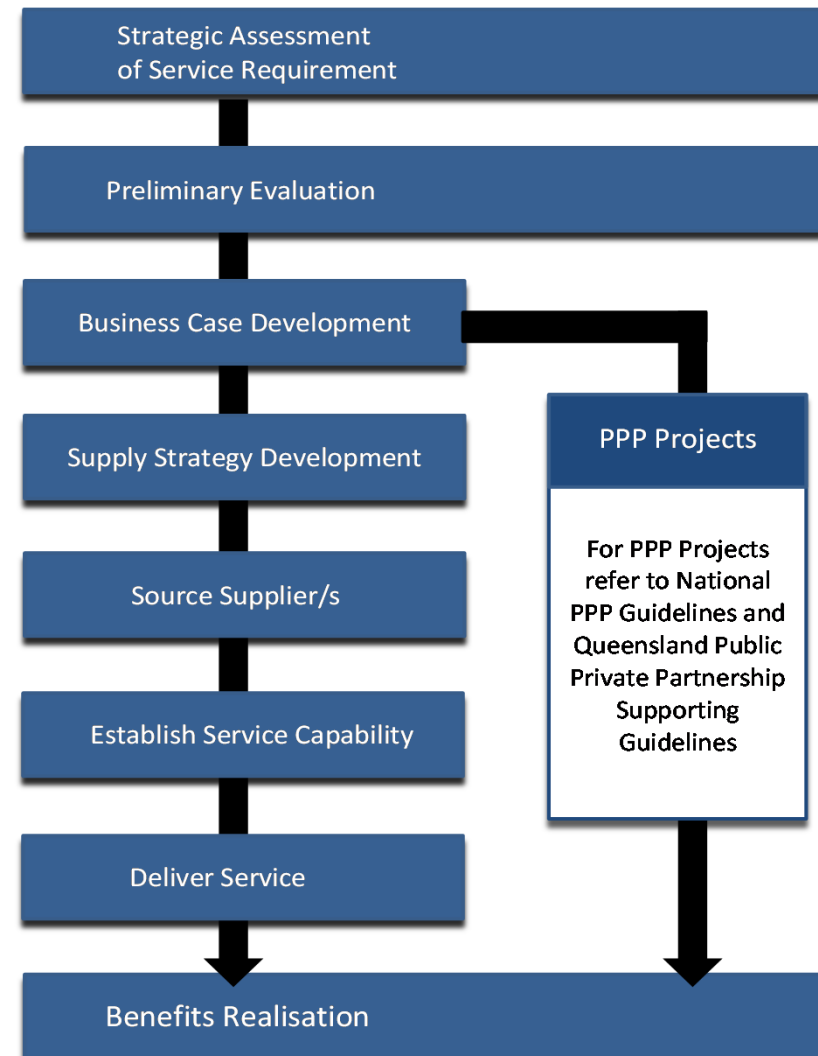 Strategic Assessment
of Service Requirement
Preliminary Evaluation
Business Case Development
Supply Strategy Development
Source Supplier/s
Establish Service Capability
Deliver Service
PPP Projects
For PPP Projects
refer to National
PPP Guidelines and
Queensland Public
Private Partnership
Supporting
Guidelines
Benefits Realisation